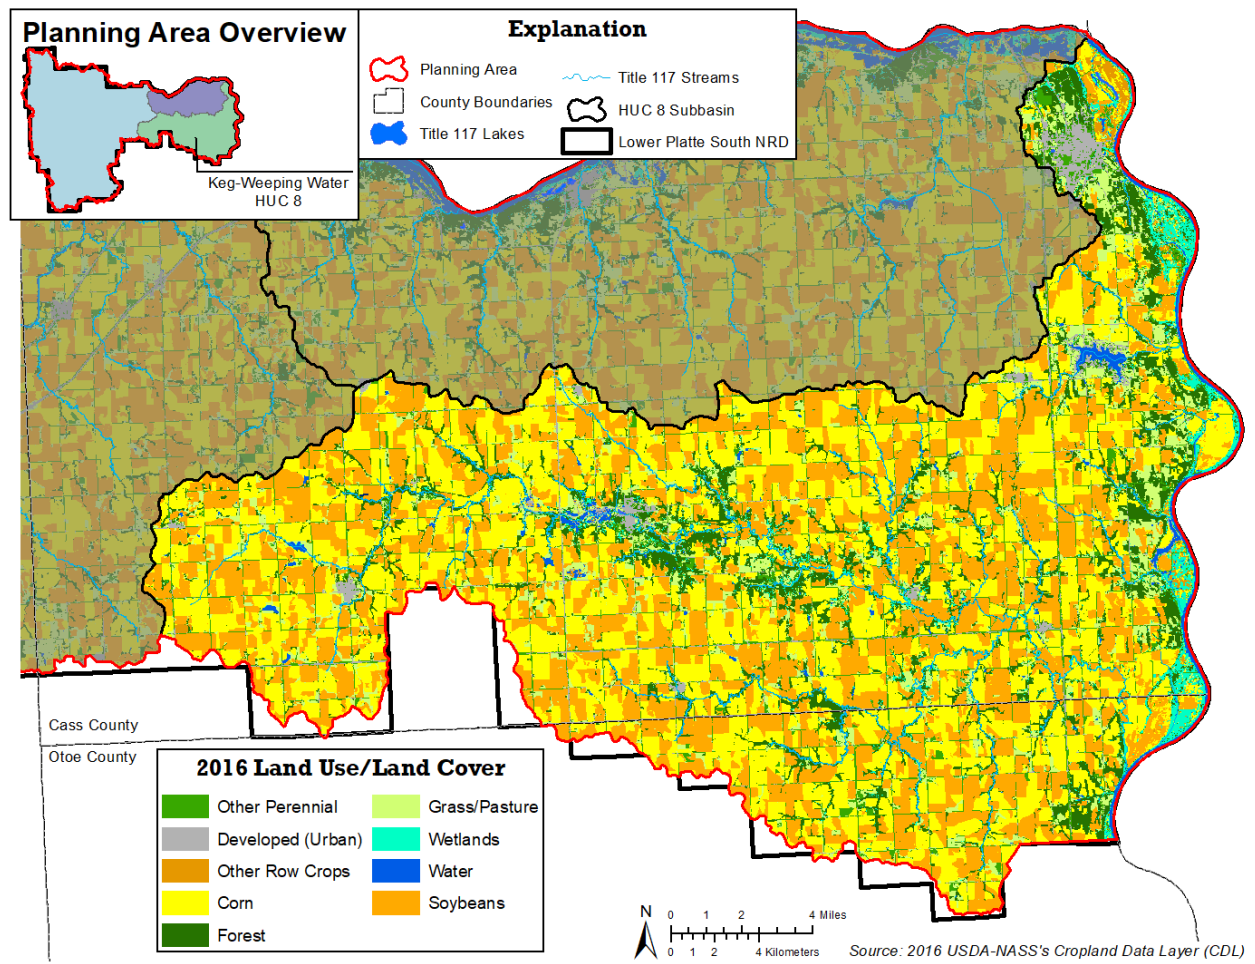 Planning Area Overview
Keg-Weeping Water
HUC 8
Explanation
Planning Area
County Boundaries
Title 117 Lakes
Title 117 Streams
HUC 8 Subbasin
Lower Platte South NRD
Cass County
Otoe County
2016 Land Use/Land Cover
Other Perennial
Developed (Urban)
Other Row Crops
Corn
Forest
Grass/Pasture
Wetlands
Water
Soybeans
N
0 1 2 4 Miles
0 1 2 4 Kilometers
Source: 2016 USDA-NASS's Cropland Data Layer (CDL)